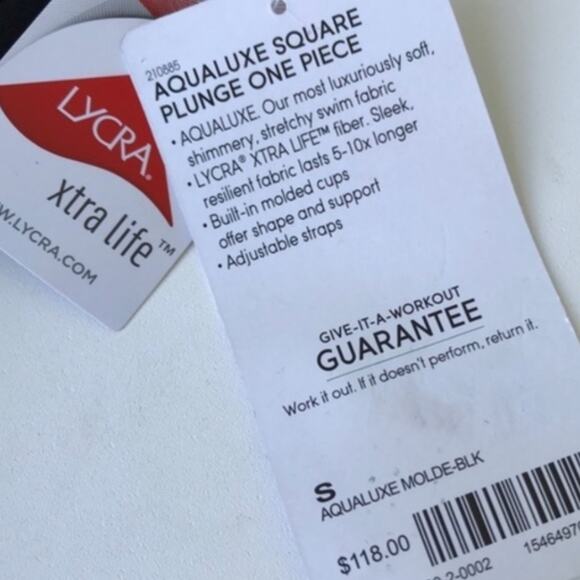 LYCRA®
xtra life™
W.LYCRA.COM
210885
AQUALUXE SQUARE
PLUNGE ONE PIECE
• AQUALUXE. Our most luxuriously soft,
shimmery, stretchy swim fabric
• LYCRA® XTRA LIFE™ fiber. Sleek,
resilient fabric lasts 5-10x longer
• Built-in molded cups
offer shape and support
• Adjustable straps
GIVE-IT-A-WORKOUT
GUARANTEE
Work it out. If it doesn't perform, return it.
S
AQUALUXE MOLDE-BLK
$118.00
2-0002
1546497